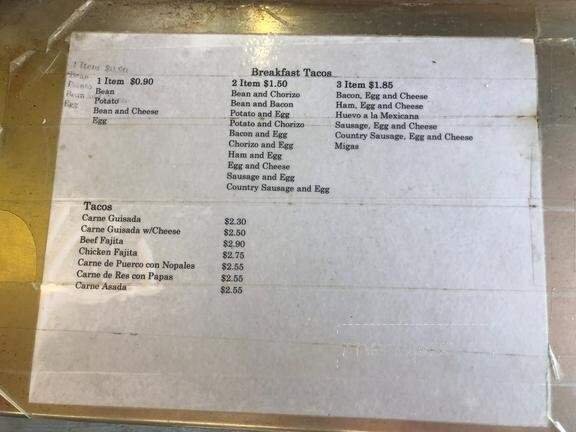 Breakfast Tacos
1 Item $0.90
Bean
Potato
Bean and Cheese
Egg
2 Item $1.50
Bean and Chorizo
Bean and Bacon
Potato and Egg
Potato and Chorizo
Bacon and Egg
Chorizo and Egg
Ham and Egg
Egg and Cheese
Sausage and Egg
Country Sausage and Egg
3 Item $1.85
Bacon, Egg and Cheese
Ham, Egg and Cheese
Huevo a la Mexicana
Sausage, Egg and Cheese
Country Sausage, Egg and Cheese
Migas
Tacos
Carne Guisada $2.30
Carne Guisada w/Cheese $2.50
Beef Fajita $2.90
Chicken Fajita $2.75
Carne de Puerco con Nopales $2.55
Carne de Res con Papas $2.55
Carne Asada $2.55